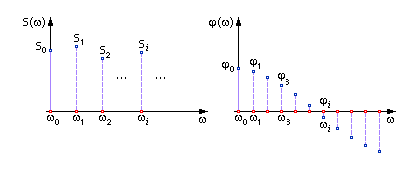 S(ω)
S₀ S₁ S₂ ... Sᵢ ...
ω₀ ω₁ ω₂ ωᵢ ω
φ(ω)
φ₀ φ₁ φ₃ φᵢ
ω₀ ω₁ ω₃ ωᵢ ω